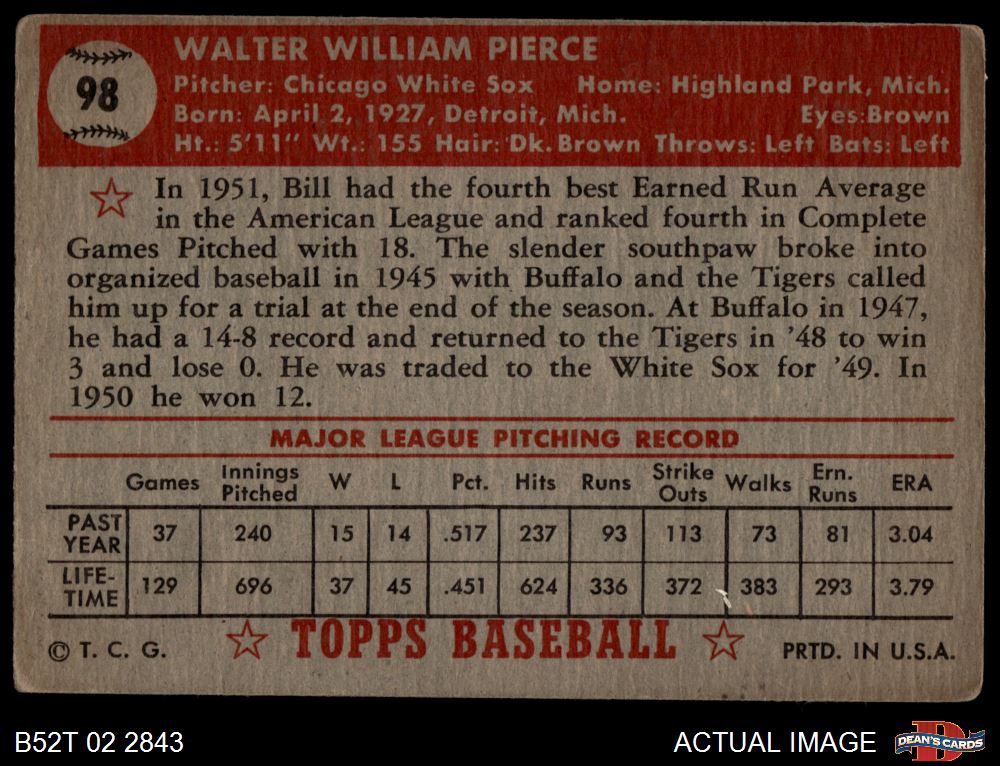 98
WALTER WILLIAM PIERCE
Pitcher: Chicago White Sox Home: Highland Park, Mich.
Born: April 2, 1927, Detroit, Mich. Eyes:Brown
Ht.: 5'11" Wt.: 155 Hair: Dk. Brown Throws: Left Bats: Left
In 1951, Bill had the fourth best Earned Run Average
in the American League and ranked fourth in Complete
Games Pitched with 18. The slender southpaw broke into
organized baseball in 1945 with Buffalo and the Tigers called
him up for a trial at the end of the season. At Buffalo in 1947,
he had a 14-8 record and returned to the Tigers in '48 to win
3 and lose 0. He was traded to the White Sox for '49. In
1950 he won 12.
MAJOR LEAGUE PITCHING RECORD
Games Innings Pitched W L Pct. Hits Runs Strike Outs Walks Ern. Runs ERA
PAST YEAR 37 240 15 14 .517 237 93 113 73 81 3.04
LIFE-TIME 129 696 37 45 .451 624 336 372 383 293 3.79
© T. C. G. TOPPS BASEBALL PRTD. IN U.S.A.
B52T 02 2843 ACTUAL IMAGE DEAN'S CARDS